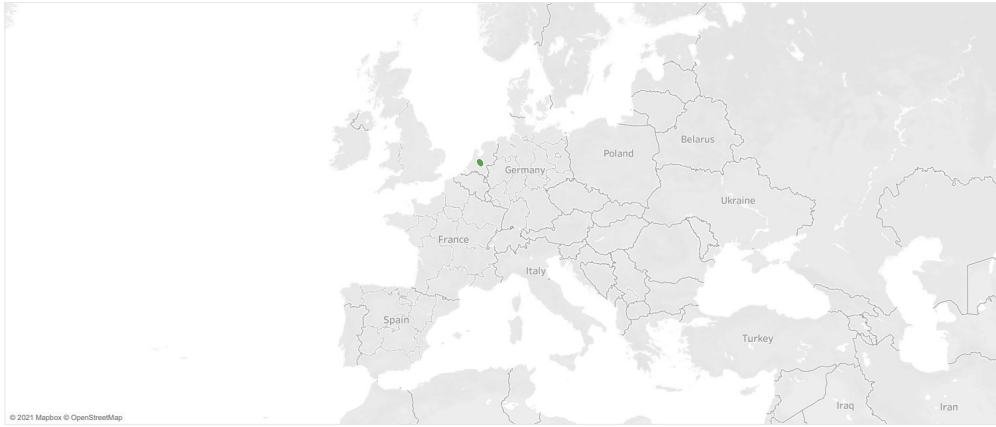 Belarus
Poland
Germany
Ukraine
France
Italy
Spain
Turkey
Iraq
Iran
© 2021 Mapbox © OpenStreetMap